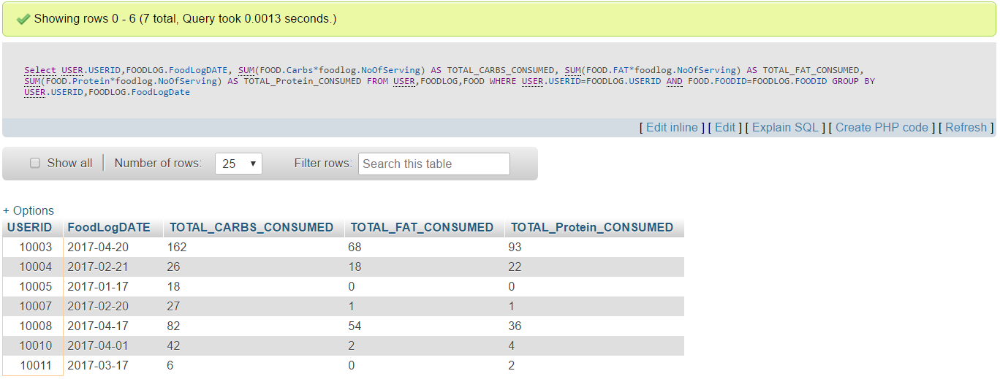 Showing rows 0 - 6 (7 total, Query took 0.0013 seconds.)
Select USER.USERID,FOODLOG.FoodLogDATE, SUM(FOOD.Carbs*foodlog.NoOfServing) AS TOTAL_CARBS_CONSUMED, SUM(FOOD.FAT*foodlog.NoOfServing) AS TOTAL_FAT_CONSUMED,
SUM(FOOD.Protein*foodlog.NoOfServing) AS TOTAL_Protein_CONSUMED FROM USER,FOODLOG,FOOD WHERE USER.USERID=FOODLOG.USERID AND FOOD.FOODID=FOODLOG.FOODID GROUP BY
USER.USERID,FOODLOG.FoodLogDate
[ Edit inline ] [ Edit ] [ Explain SQL ] [ Create PHP code ] [ Refresh ]
Show all | Number of rows: 25 Filter rows: Search this table
+ Options
USERID FoodLogDATE TOTAL_CARBS_CONSUMED TOTAL_FAT_CONSUMED TOTAL_Protein_CONSUMED
10003 2017-04-20 162 68 93
10004 2017-02-21 26 18 22
10005 2017-01-17 18 0 0
10007 2017-02-20 27 1 1
10008 2017-04-17 82 54 36
10010 2017-04-01 42 2 4
10011 2017-03-17 6 0 2